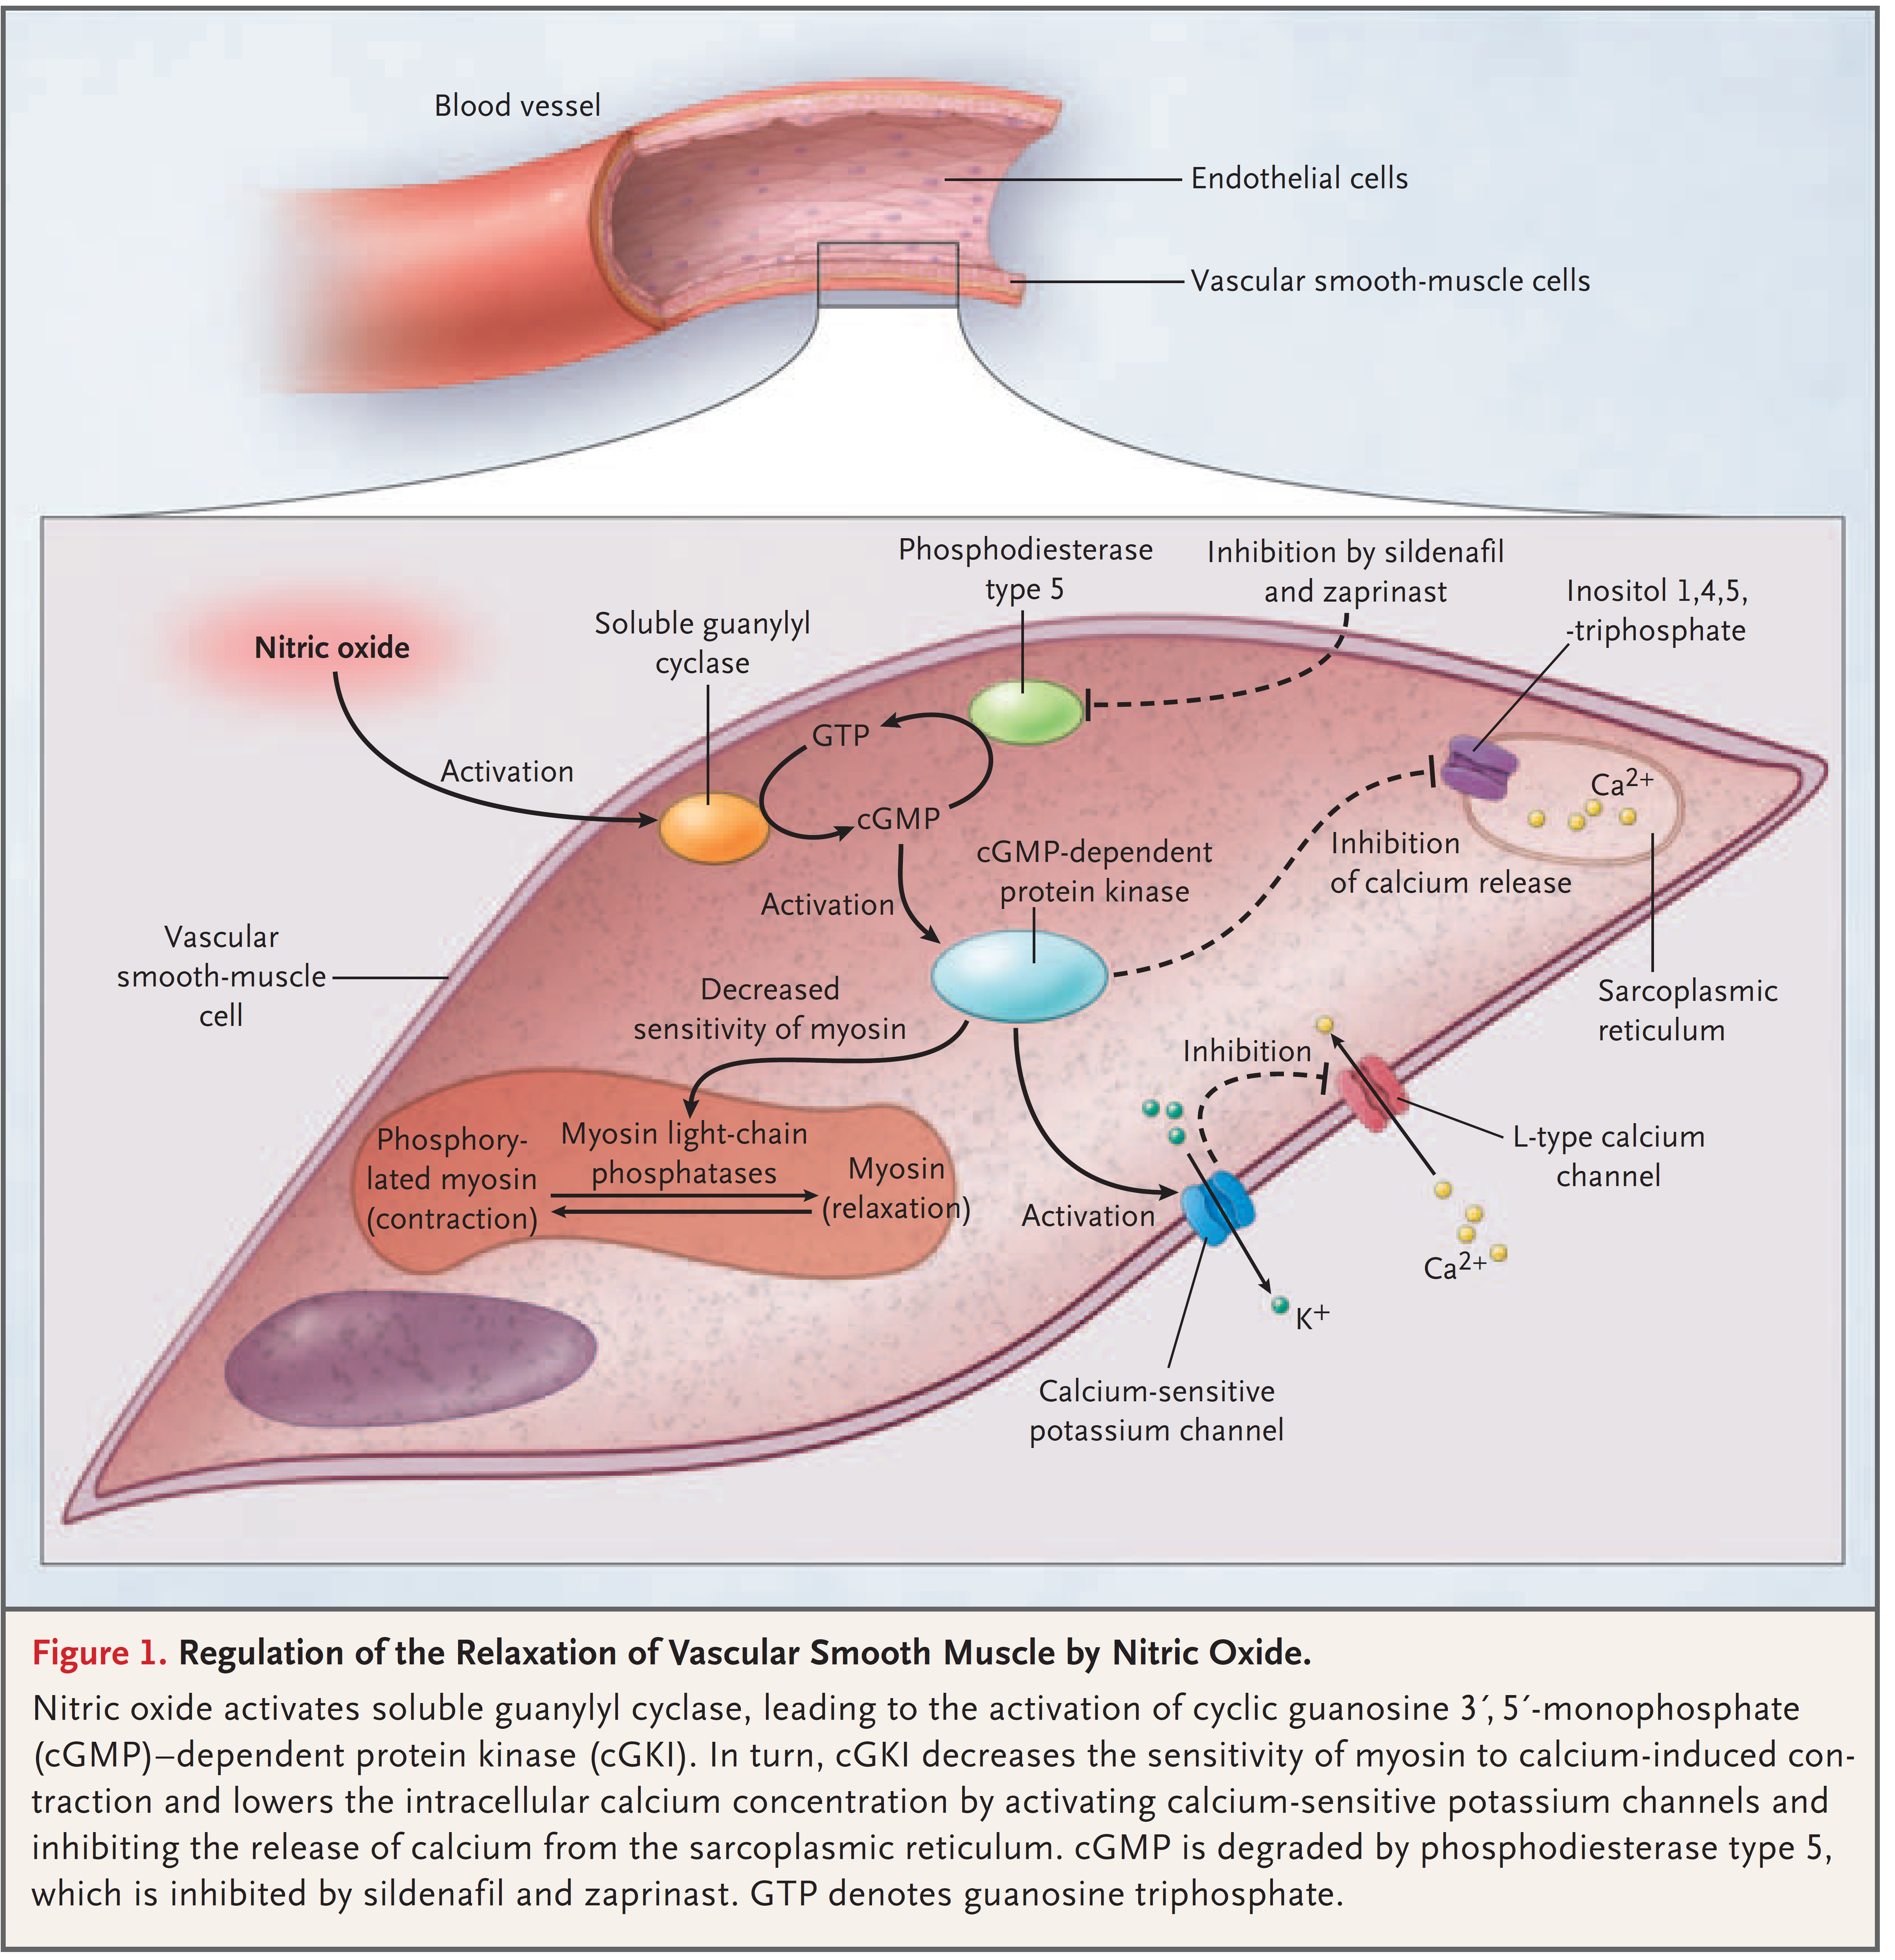 Blood vessel
Endothelial cells
Vascular smooth-muscle cells
Phosphodiesterase
type 5
Inhibition by sildenafil
and zaprinast
Inositol 1,4,5,
-triphosphate
Soluble guanylyl
cyclase
Nitric oxide
GTP
Activation
Ca2+
cGMP
cGMP-dependent
protein kinase
Inhibition
of calcium release
Activation
Vascular
smooth-muscle
cell
Decreased
sensitivity of myosin
Sarcoplasmic
reticulum
Inhibition
Phosphory-
lated myosin
(contraction)
Myosin light-chain
phosphatases
Myosin
(relaxation)
L-type calcium
channel
Activation
Ca2+
K+
Calcium-sensitive
potassium channel
Figure 1. Regulation of the Relaxation of Vascular Smooth Muscle by Nitric Oxide.
Nitric oxide activates soluble guanylyl cyclase, leading to the activation of cyclic guanosine 3′, 5′-monophosphate
(cGMP)–dependent protein kinase (cGKI). In turn, cGKI decreases the sensitivity of myosin to calcium-induced con-
traction and lowers the intracellular calcium concentration by activating calcium-sensitive potassium channels and
inhibiting the release of calcium from the sarcoplasmic reticulum. cGMP is degraded by phosphodiesterase type 5,
which is inhibited by sildenafil and zaprinast. GTP denotes guanosine triphosphate.